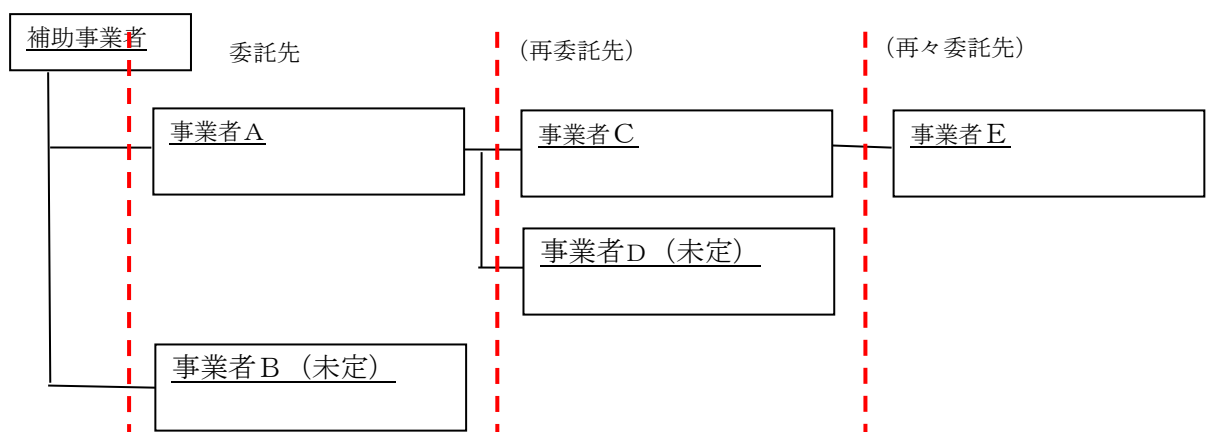 補助事業者
委託先
(再委託先)
(再々委託先)
事業者A
事業者C
事業者E
事業者D（未定）
事業者B（未定）